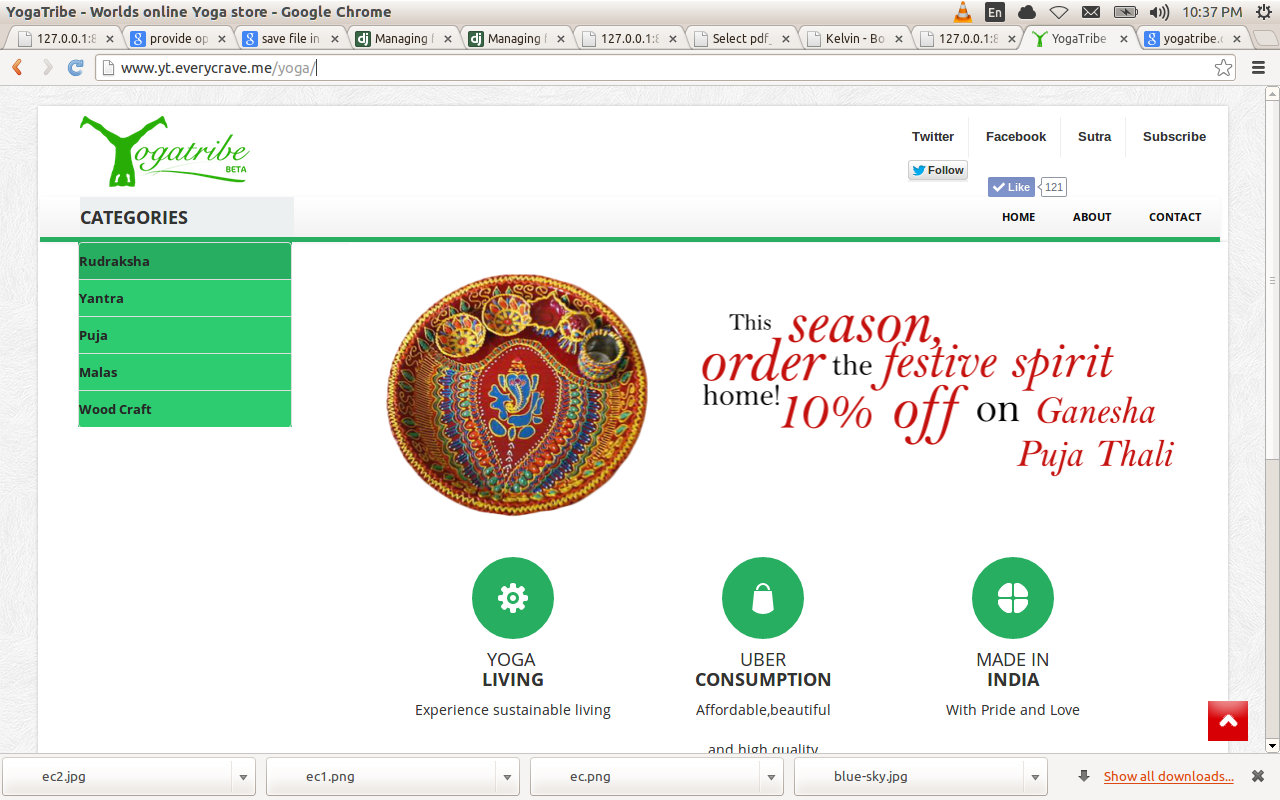 YogaTribe - Worlds online Yoga store - Google Chrome
En
10:37 PM
127.0.0.1:8
provide op
save file in
Managing
Managing
127.0.0.1:8
Select pdf_
Kelvin - Bo
127.0.0.1:8
YogaTribe
yogatribe.
www.yt.everycrave.me/yoga/
Yogatribe
BETA
Twitter
Facebook
Sutra
Subscribe
Follow
Like
121
CATEGORIES
HOME
ABOUT
CONTACT
Rudraksha
Yantra
Puja
Malas
Wood Craft
This season,
order the festive spirit
home! 10% off on Ganesha
Puja Thali
YOGA
LIVING
Experience sustainable living
UBER
CONSUMPTION
Affordable,beautiful
and high quality
MADE IN
INDIA
With Pride and Love
ec2.jpg
ec1.png
ec.png
blue-sky.jpg
Show all downloads...